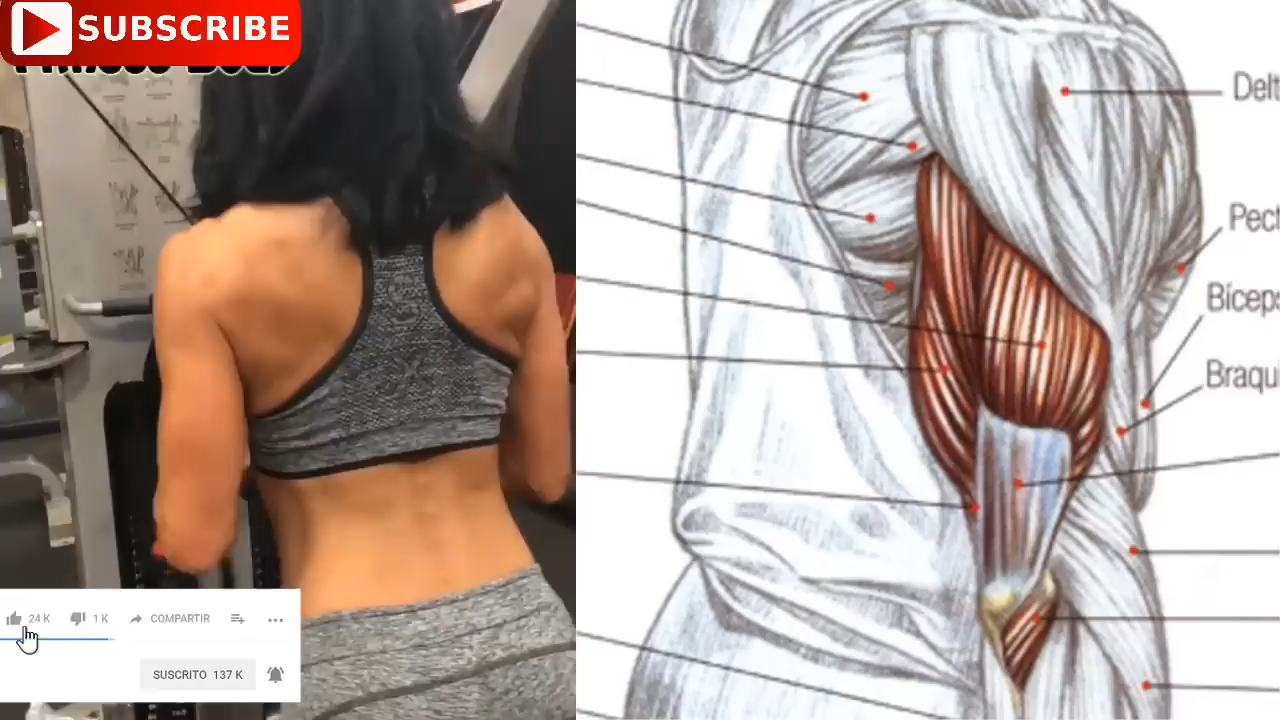 SUBSCRIBE
Delt
Pect
Bíceps
Braqui
24 K 1 K COMPARTIR
SUSCRITO 137 K